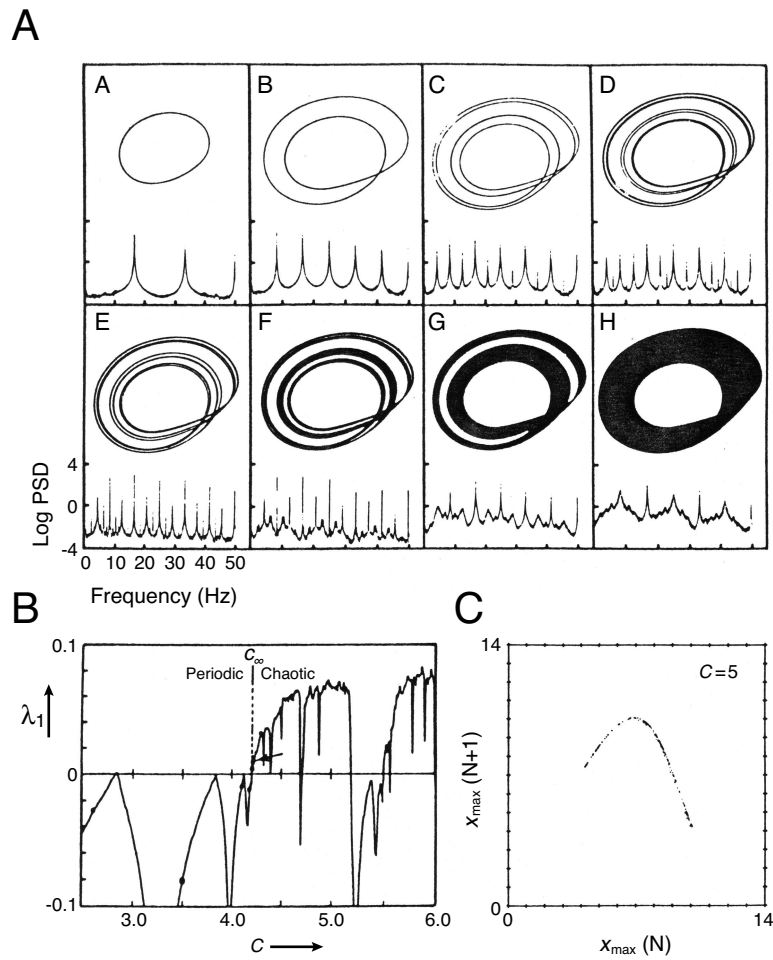 A
A B C D
E F G H
Log PSD
4
0
-4
0 10 20 30 40 50
Frequency (Hz)
B
0.1
C∞
Periodic Chaotic
λ1
0
-0.1
3.0 4.0 5.0 6.0
C
C
14
C=5
xmax (N+1)
0
0 14
xmax (N)